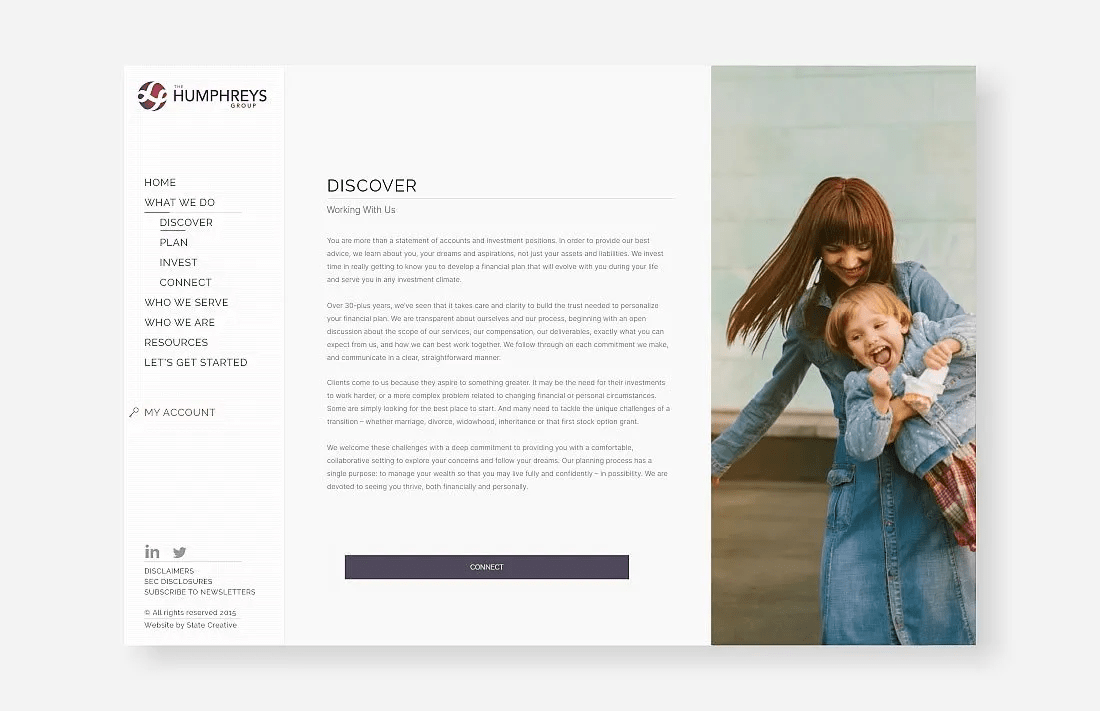 THE
HUMPHREYS
GROUP
HOME
WHAT WE DO
DISCOVER
PLAN
INVEST
CONNECT
WHO WE SERVE
WHO WE ARE
RESOURCES
LET'S GET STARTED
MY ACCOUNT
DISCLAIMERS
SEC DISCLOSURES
SUBSCRIBE TO NEWSLETTERS
© All rights reserved 2015
Website by Slate Creative
DISCOVER
Working With Us
You are more than a statement of accounts and investment positions. In order to provide our best
advice, we learn about you, your dreams and aspirations, not just your assets and liabilities. We invest
time in really getting to know you to develop a financial plan that will evolve with you during your life
and serve you in any investment climate.
Over 30-plus years, we've seen that it takes care and clarity to build the trust needed to personalize
your financial plan. We are transparent about ourselves and our process, beginning with an open
discussion about the scope of our services, our compensation, our deliverables, exactly what you can
expect from us, and how we can best work together. We follow through on each commitment we make,
and communicate in a clear, straightforward manner.
Clients come to us because they aspire to something greater. It may be the need for their investments
to work harder, or a more complex problem related to changing financial or personal circumstances.
Some are simply looking for the best place to start. And many need to tackle the unique challenges of a
transition – whether marriage, divorce, widowhood, inheritance or that first stock option grant.
We welcome these challenges with a deep commitment to providing you with a comfortable,
collaborative setting to explore your concerns and follow your dreams. Our planning process has a
single purpose: to manage your wealth so that you may live fully and confidently – in possibility. We are
devoted to seeing you thrive, both financially and personally.
CONNECT